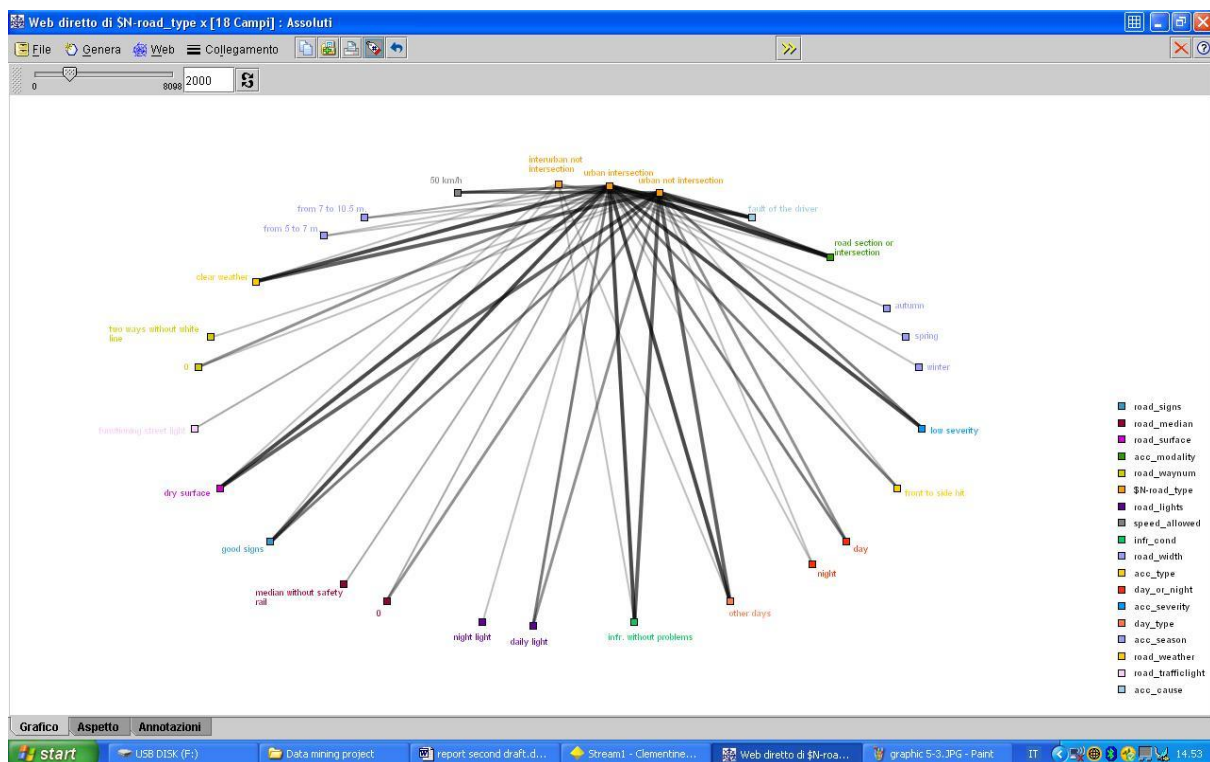 Web diretto di $N-road_type x [18 Campi] : Assoluti
File Genera Web Collegamento
0 8098 2000
interurban not
intersection
urban intersection
urban not intersection
50 km/h
from 7 to 10.5 m
fault of the driver
from 5 to 7 m
road section or
intersection
clear weather
autumn
two ways without white
line
spring
0
winter
functioning street light
low severity
dry surface
front to side hit
good signs
day
night
median without safety
rail
0
other days
night light
daily light
infr. without problems
road_signs
road_median
road_surface
acc_modality
road_waynum
$N-road_type
road_lights
speed_allowed
infr_cond
road_width
acc_type
day_or_night
acc_severity
day_type
acc_season
road_weather
road_trafficlight
acc_cause
Grafico Aspetto Annotazioni
start USB DISK (F:) Data mining project report second draft.d... Stream1 - Clementine... Web diretto di $N-roa... graphic 5-3.JPG - Paint IT 14.53